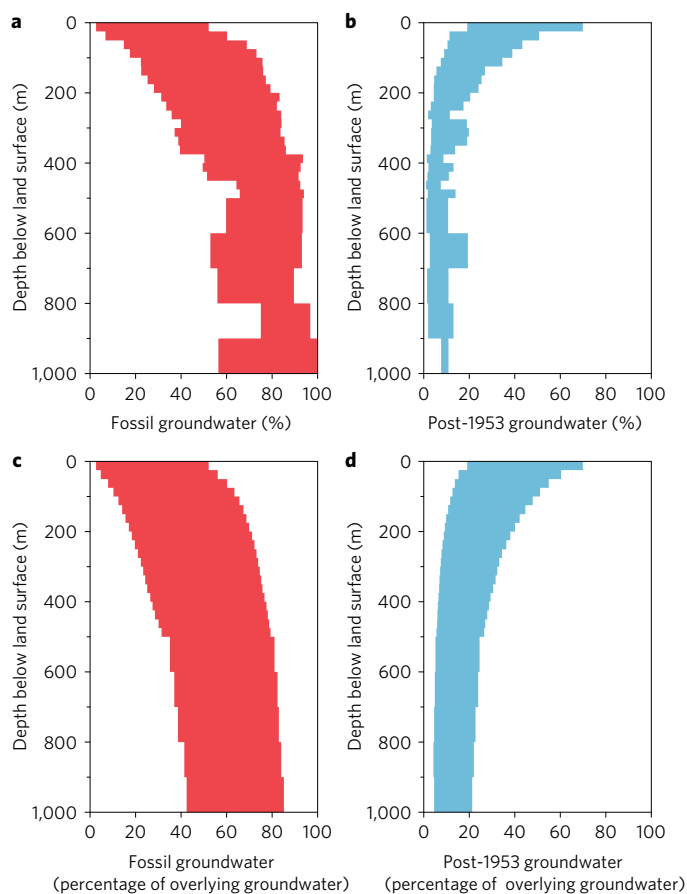 a
Depth below land surface (m)
0
200
400
600
800
1,000
0 20 40 60 80 100
Fossil groundwater (%)
b
Depth below land surface (m)
0
200
400
600
800
1,000
0 20 40 60 80 100
Post-1953 groundwater (%)
c
Depth below land surface (m)
0
200
400
600
800
1,000
0 20 40 60 80 100
Fossil groundwater
(percentage of overlying groundwater)
d
Depth below land surface (m)
0
200
400
600
800
1,000
0 20 40 60 80 100
Post-1953 groundwater
(percentage of overlying groundwater)